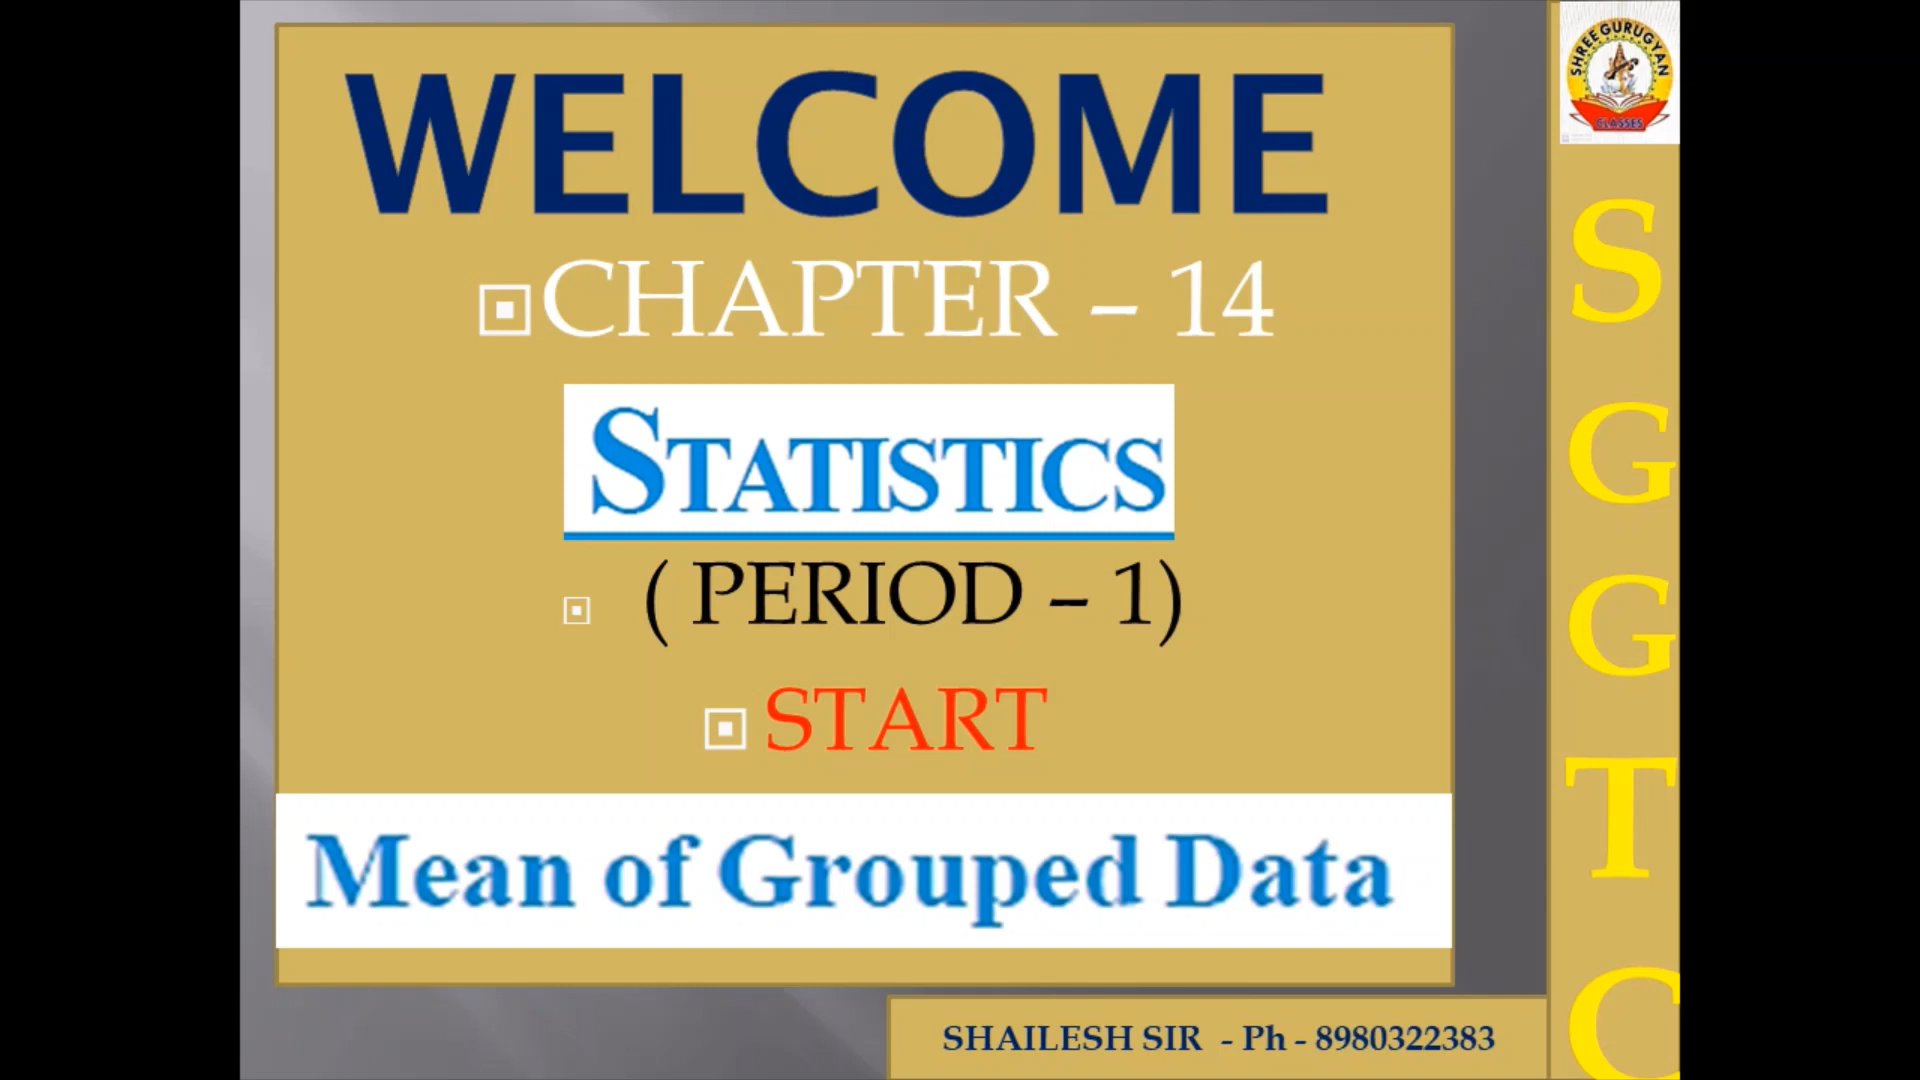 WELCOME
CHAPTER – 14
STATISTICS
( PERIOD – 1)
START
Mean of Grouped Data
SHAILESH SIR - Ph - 8980322383
SHREE GURUGYAN
CLASSES
S
G
G
T
C